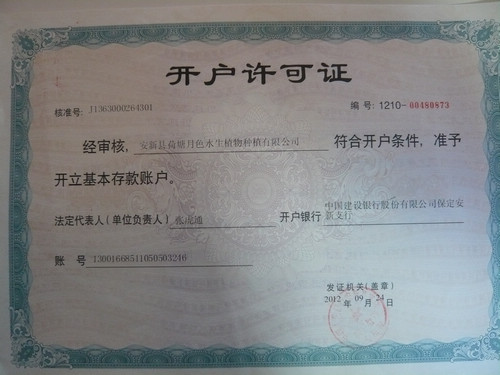 开户许可证
核准号: J1363000264301 编号: 1210-00480873
经审核, 安新县荷塘月色水生植物种植有限公司 符合开户条件, 准予
开立基本存款账户。
法定代表人(单位负责人) 张虎通 开户银行 中国建设银行股份有限公司保定安
新支行
账 号 13001668511050503246
发证机关(盖章)
2012 年 09 月 24 日